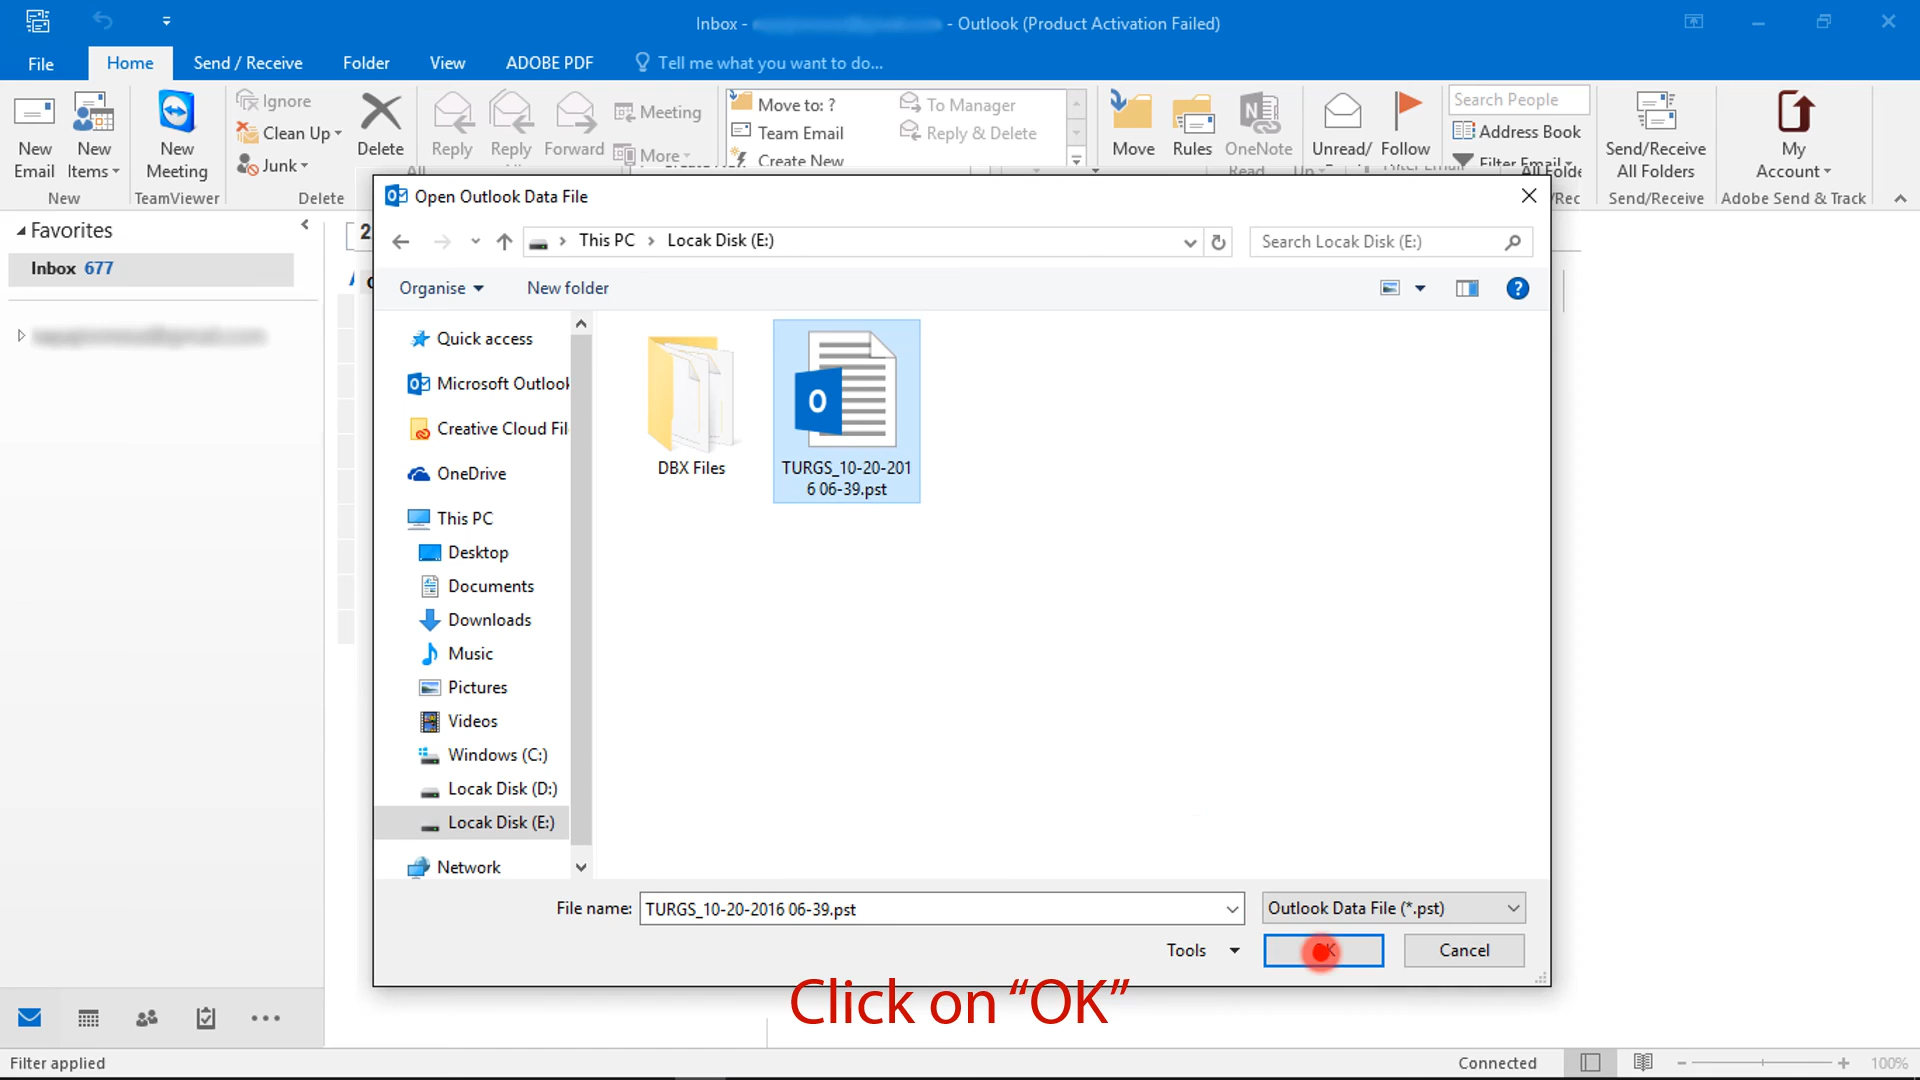 Inbox - - Outlook (Product Activation Failed)
File Home Send / Receive Folder View ADOBE PDF Tell me what you want to do...
New Email
New Items
New Meeting
Ignore
Clean Up
Junk
Delete
Reply
Reply
Forward
Meeting
More
Move to: ?
Team Email
Create New
To Manager
Reply & Delete
Move
Rules
OneNote
Unread/
Follow
Search People
Address Book
Filter Email
Send/Receive
All Folders
My
Account
New
TeamViewer
Delete
Send/Receive
Adobe Send & Track
Favorites
Inbox 677
Open Outlook Data File
This PC Locak Disk (E:)
Search Locak Disk (E:)
Organise New folder
Quick access
Microsoft Outlook
Creative Cloud Fil
OneDrive
This PC
Desktop
Documents
Downloads
Music
Pictures
Videos
Windows (C:)
Locak Disk (D:)
Locak Disk (E:)
Network
DBX Files
TURGS_10-20-201
6 06-39.pst
File name: TURGS_10-20-2016 06-39.pst
Outlook Data File (*.pst)
Tools
Cancel
Click on “OK”
Filter applied
Connected
100%